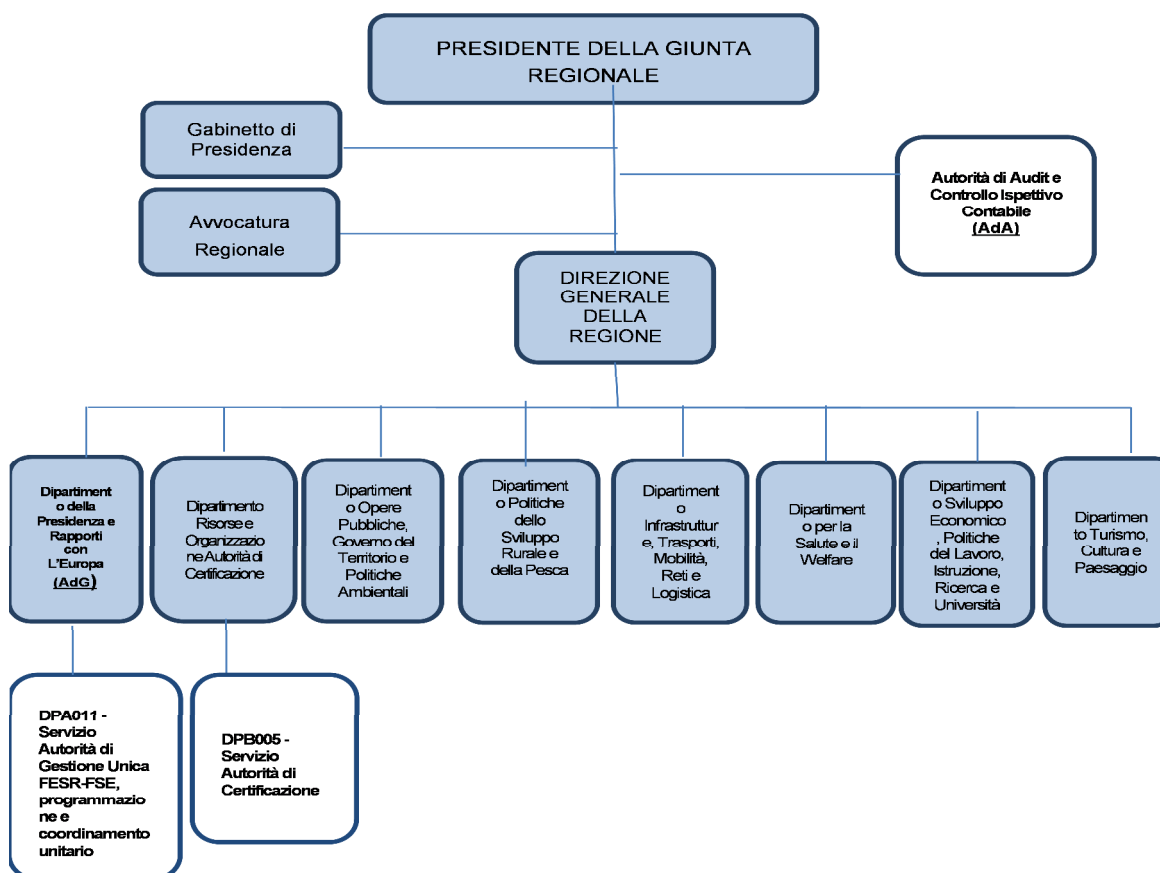 PRESIDENTE DELLA GIUNTA
REGIONALE
Gabinetto di
Presidenza
Autorità di Audit e
Controllo Ispettivo
Contabile
(AdA)
Avvocatura
Regionale
DIREZIONE
GENERALE
DELLA
REGIONE
Dipartiment
o della
Presidenza e
Rapporti
con
L'Europa
(AdG)
Dipartimento
Risorse e
Organizzazio
ne Autorità di
Certificazione
Dipartiment
o Opere
Pubbliche,
Governo del
Territorio e
Politiche
Ambientali
Dipartiment
o Politiche
dello
Sviluppo
Rurale e
della Pesca
Dipartiment
o
Infrastruttur
e, Trasporti,
Mobilità,
Reti e
Logistica
Dipartiment
o per la
Salute e il
Welfare
Dipartiment
o Sviluppo
Economico
, Politiche
del Lavoro,
Istruzione,
Ricerca e
Università
Dipartimen
to Turismo,
Cultura e
Paesaggio
DPA011 -
Servizio
Autorità di
Gestione Unica
FESR-FSE,
programmazio
ne e
coordinamento
unitario
DPB005 -
Servizio
Autorità di
Certificazione